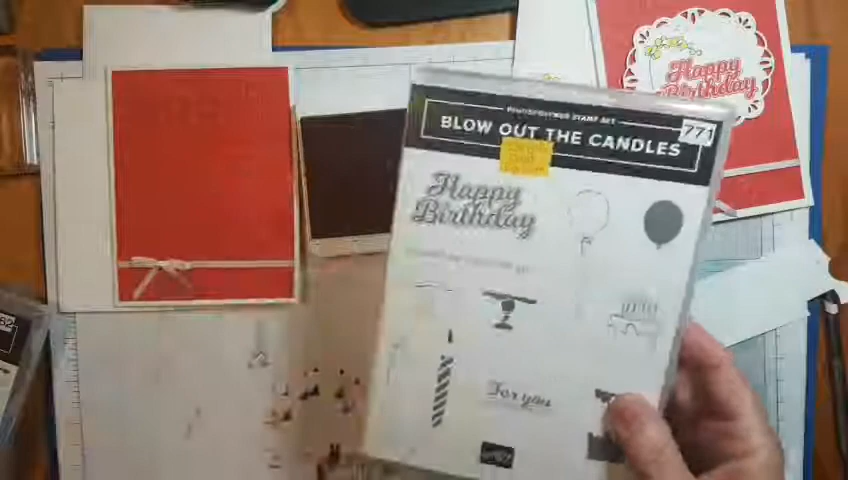 PHOTOPOLYMER STAMP SET
771
BLOW OUT THE CANDLES
Happy
Birthday
For you
Happy
Birthday